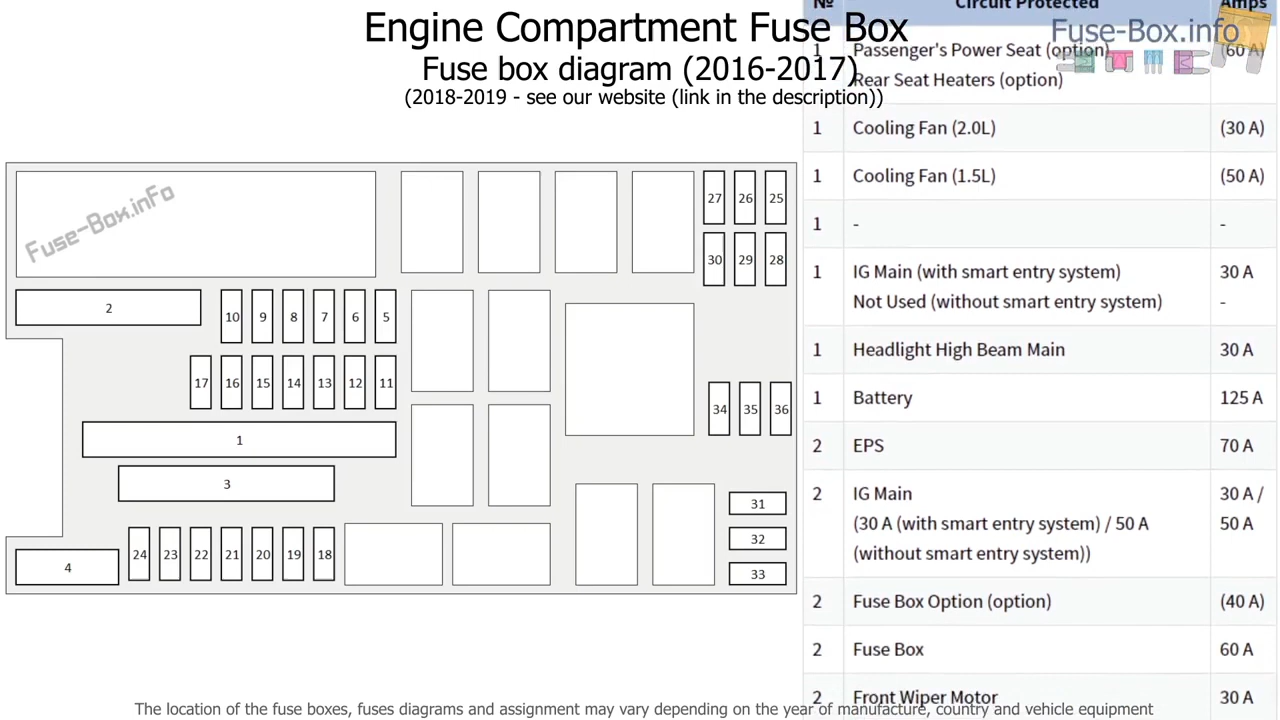 Engine Compartment Fuse Box
Fuse box diagram (2016-2017)
(2018-2019 - see our website (link in the description))
Fuse-Box.info
Fuse-Box.inFo
27 26 25
30 29 28
2
10 9 8 7 6 5
17 16 15 14 13 12 11
34 35 36
1
3
31
32
33
24 23 22 21 20 19 18
4
№ Circuit Protected Amps
1 Passenger's Power Seat (option) (60 A)
Rear Seat Heaters (option)
1 Cooling Fan (2.0L) (30 A)
1 Cooling Fan (1.5L) (50 A)
1 - -
1 IG Main (with smart entry system) 30 A
Not Used (without smart entry system) -
1 Headlight High Beam Main 30 A
1 Battery 125 A
2 EPS 70 A
2 IG Main 30 A /
(30 A (with smart entry system) / 50 A 50 A
(without smart entry system))
2 Fuse Box Option (option) (40 A)
2 Fuse Box 60 A
2 Front Wiper Motor 30 A
The location of the fuse boxes, fuses diagrams and assignment may vary depending on the year of manufacture, country and vehicle equipment